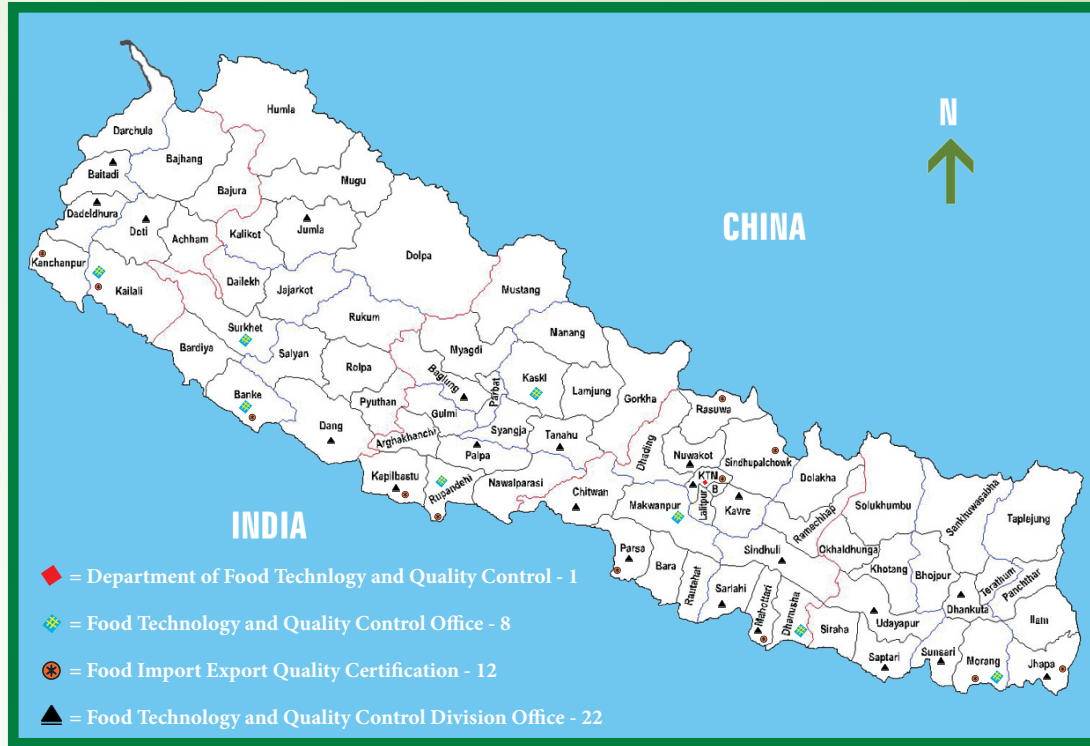 Humla
N
Darchula
Bajhang
Baitadi
Mugu
Bajura
Dadeldhura
Doti
Achham
Kalikot
Jumla
CHINA
Dolpa
Kanchanpur
Kailali
Dailekh
Jajarkot
Mustang
Rukum
Surkhet
Manang
Bardiya
Salyan
Myagdi
Rolpa
Baglung
Parbat
Kaski
Lamjung
Gorkha
Banke
Pyuthan
Gulmi
Rasuwa
Dang
Arghakhanchi
Syangja
Tanahu
Dhading
Nuwakot
Sindhupalchowk
Palpa
Dolakha
Kapilbastu
Rupandehi
Nawalparasi
Chitwan
KTM
B
Lalitpur
Kavre
Makwanpur
Ramechhap
Solukhumbu
Sankhuwasabha
Taplejung
INDIA
Parsa
Bara
Rautahat
Sarlahi
Sindhuli
Okhaldhunga
Khotang
Bhojpur
Terathum
Panchthar
Mahottari
Dhanusha
Siraha
Udayapur
Dhankuta
Ilam
Saptari
Sunsari
Morang
Jhapa
= Department of Food Technlogy and Quality Control - 1
= Food Technology and Quality Control Office - 8
= Food Import Export Quality Certification - 12
= Food Technology and Quality Control Division Office - 22